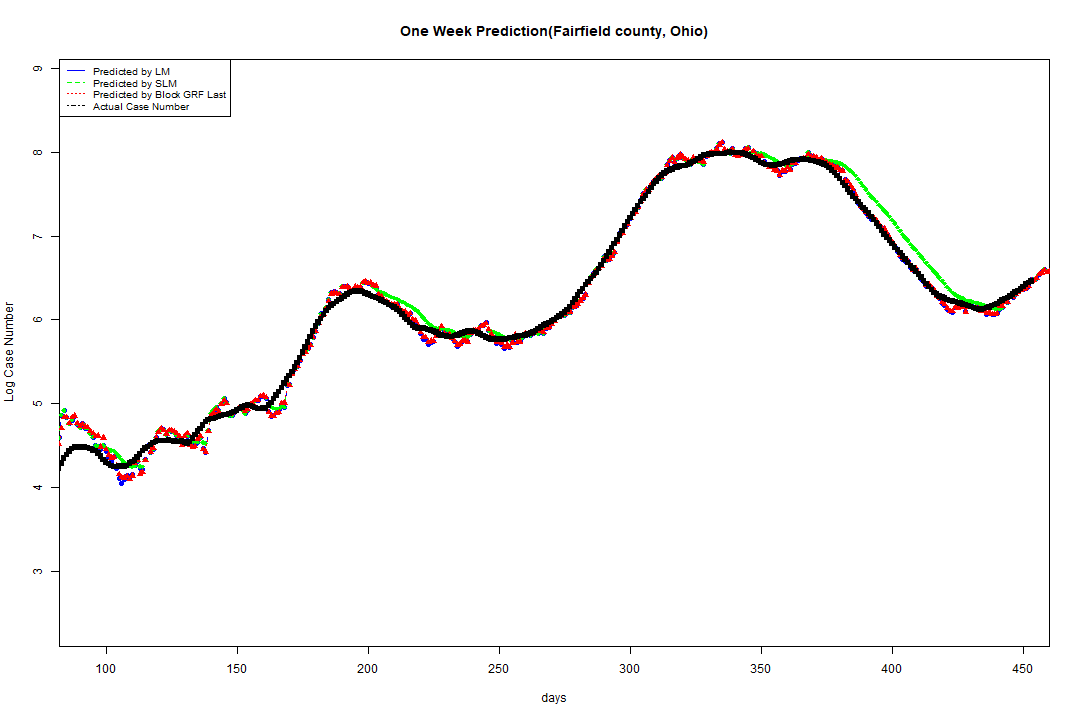 One Week Prediction(Fairfield county, Ohio)
Predicted by LM
Predicted by SLM
Predicted by Block GRF Last
Actual Case Number
9
8
7
6
5
4
3
Log Case Number
100 150 200 250 300 350 400 450
days